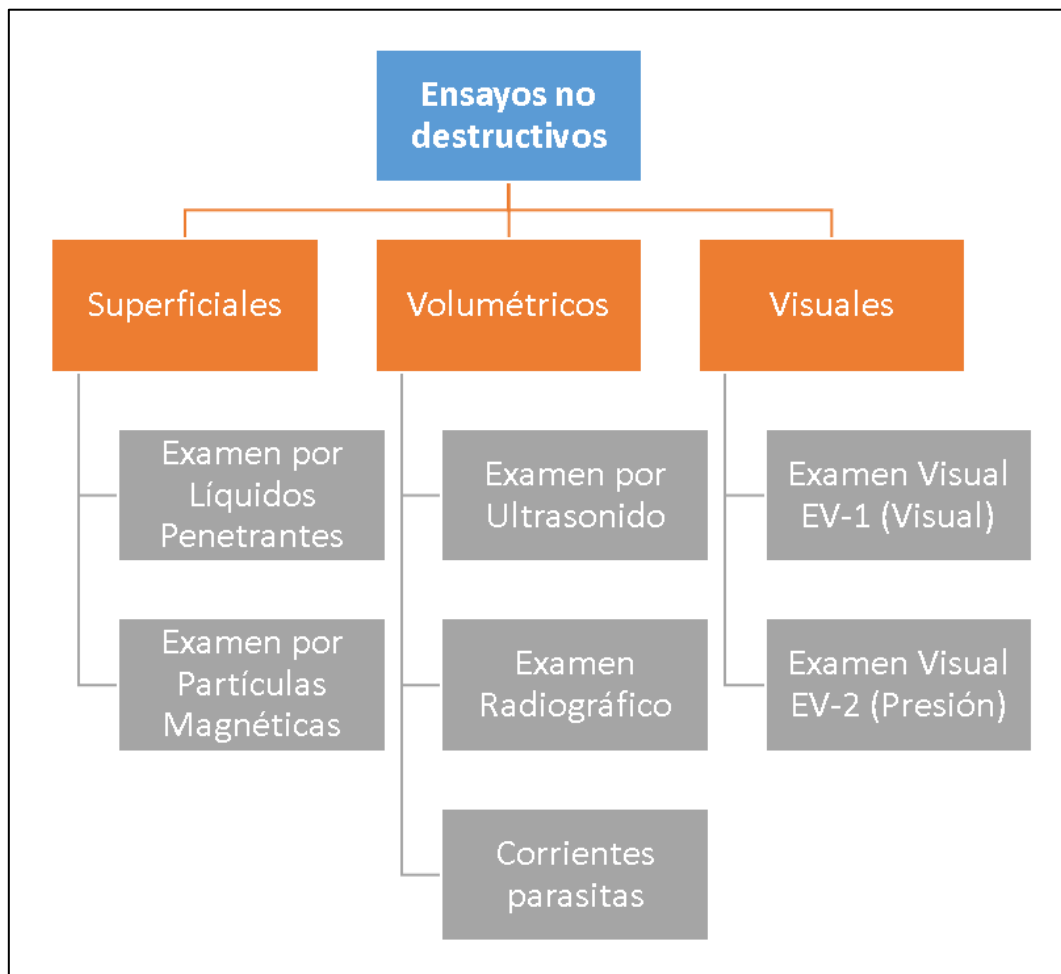 Ensayos no
destructivos
Superficiales
Volumétricos
Visuales
Examen por
Líquidos
Penetrantes
Examen por
Partículas
Magnéticas
Examen por
Ultrasonido
Examen
Radiográfico
Corrientes
parasitas
Examen Visual
EV-1 (Visual)
Examen Visual
EV-2 (Presión)